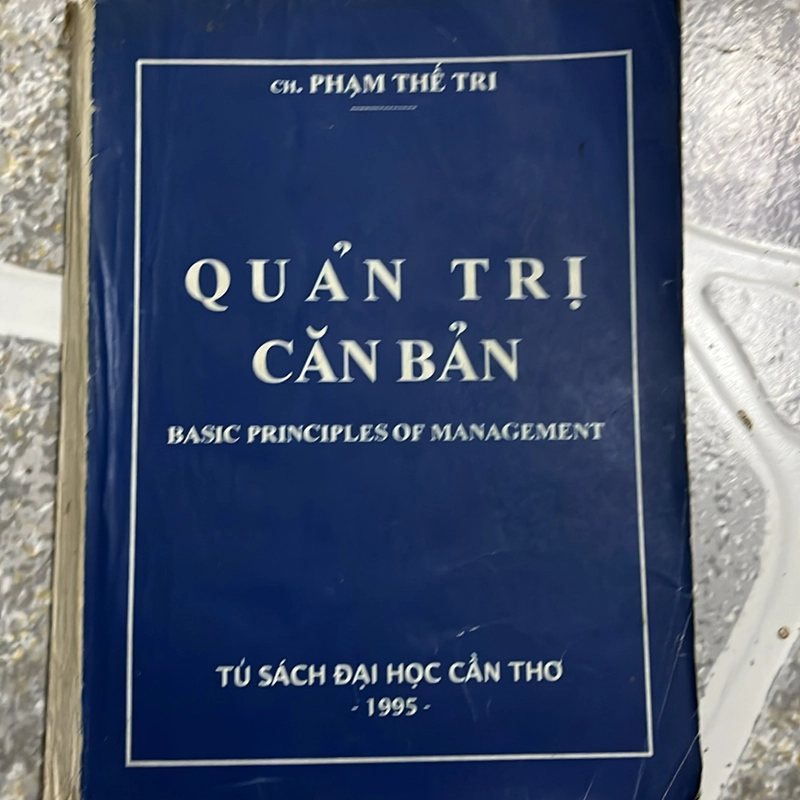 CH. PHẠM THẾ TRI
QUẢN TRỊ
CĂN BẢN
BASIC PRINCIPLES OF MANAGEMENT
TỦ SÁCH ĐẠI HỌC CẦN THƠ
- 1995 -